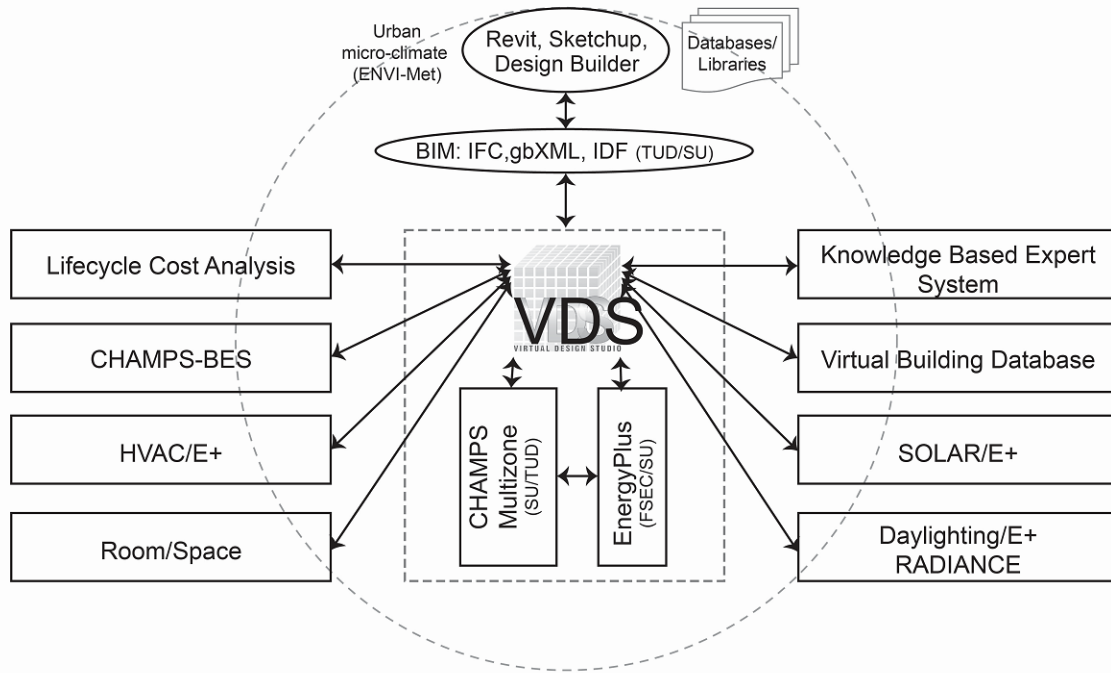 Urban
micro-climate
(ENVI-Met)
Revit, Sketchup,
Design Builder
Databases/
Libraries
BIM: IFC,gbXML, IDF (TUD/SU)
Lifecycle Cost Analysis
CHAMPS-BES
HVAC/E+
Room/Space
VDS
VIRTUAL DESIGN STUDIO
CHAMPS
Multizone
(SU/TUD)
EnergyPlus
(FSEC/SU)
Knowledge Based Expert
System
Virtual Building Database
SOLAR/E+
Daylighting/E+
RADIANCE